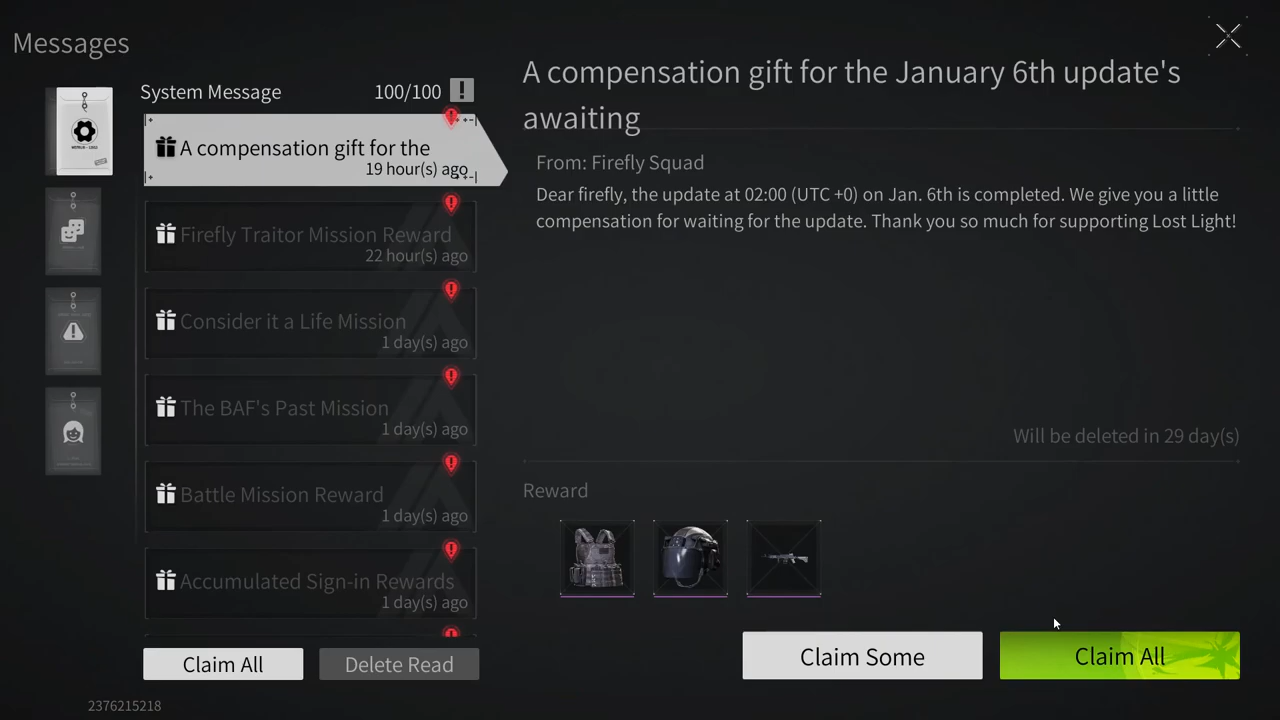 Messages
System Message 100/100
A compensation gift for the
19 hour(s) ago
Firefly Traitor Mission Reward
22 hour(s) ago
Consider it a Life Mission
1 day(s) ago
The BAF's Past Mission
1 day(s) ago
Battle Mission Reward
1 day(s) ago
Accumulated Sign-in Rewards
1 day(s) ago
Claim All
Delete Read
2376215218
A compensation gift for the January 6th update's
awaiting
From: Firefly Squad
Dear firefly, the update at 02:00 (UTC +0) on Jan. 6th is completed. We give you a little
compensation for waiting for the update. Thank you so much for supporting Lost Light!
Will be deleted in 29 day(s)
Reward
Claim Some
Claim All